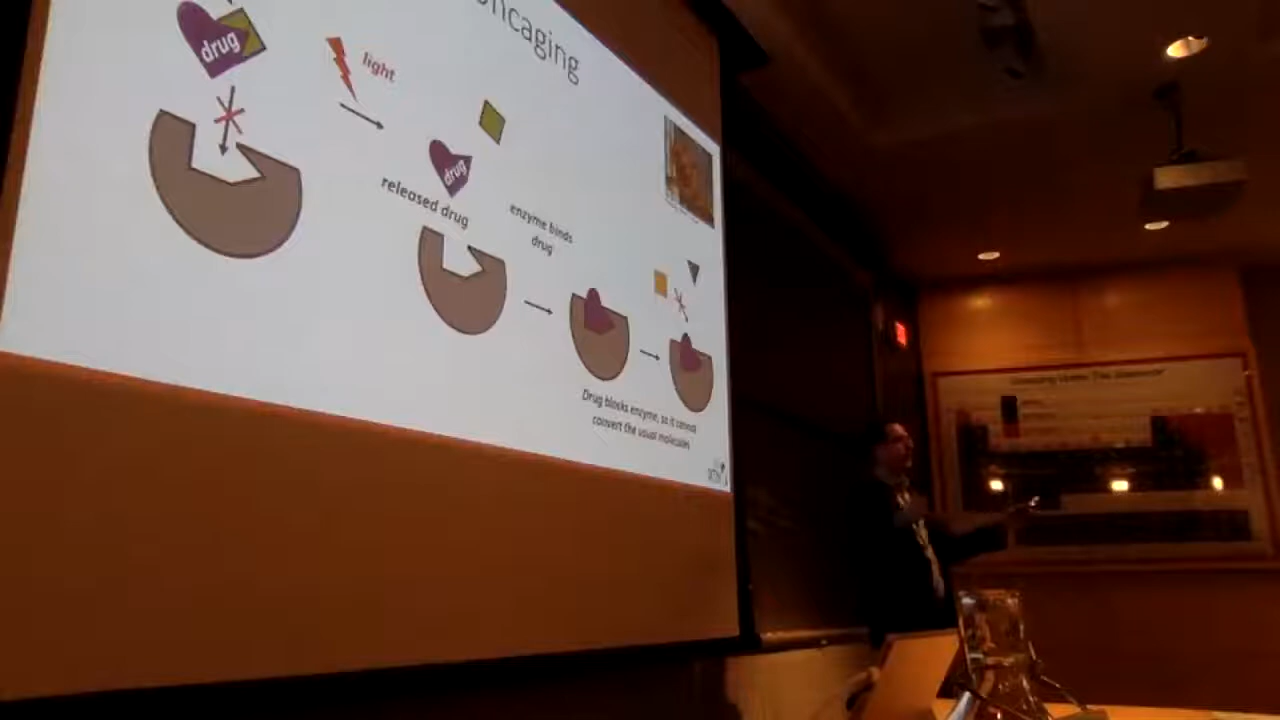 ncaging
drug
light
drug
released drug
enzyme binds
drug
Drug blocks enzyme, so it cannot
convert the usual molecules